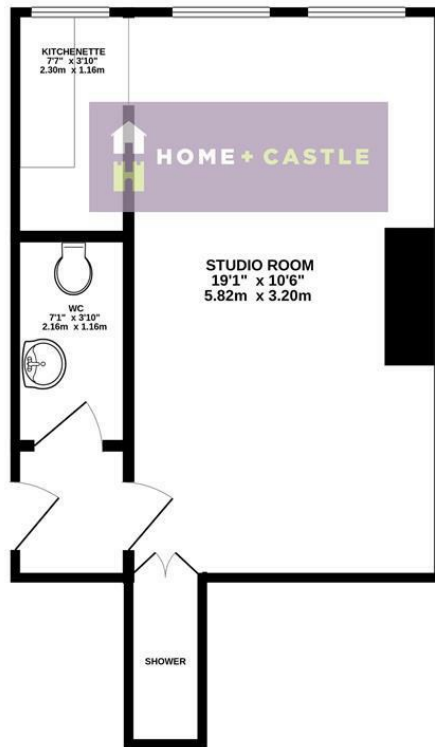 KITCHENETTE
7'7" x 3'10"
2.30m x 1.16m
HOME + CASTLE
STUDIO ROOM
19'1" x 10'6"
5.82m x 3.20m
WC
7'1" x 3'10"
2.16m x 1.16m
SHOWER